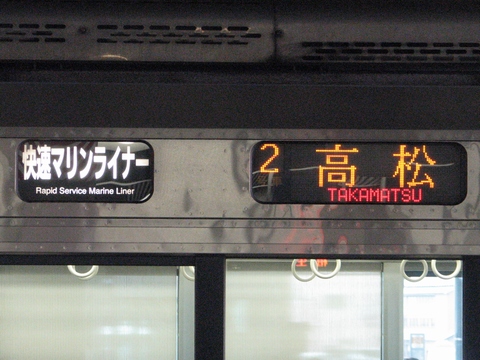 快速マリンライナー
Rapid Service Marine Liner
2 高松
TAKAMATSU